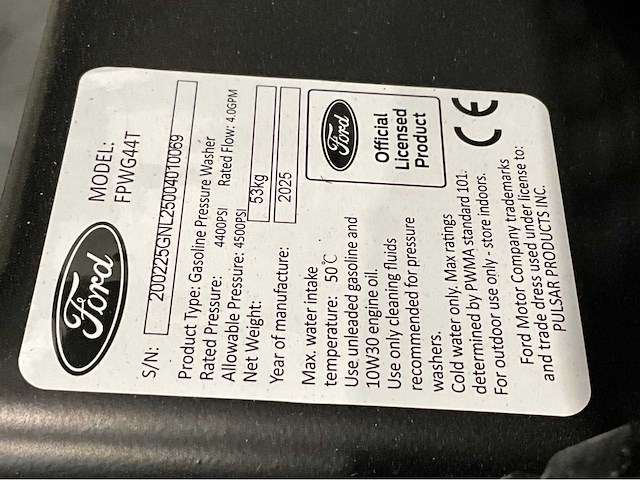 Ford
MODEL:
FPWG44T
S/N: 200225GNL25004010069
Product Type: Gasoline Pressure Washer
Rated Pressure: 4400PSI Rated Flow: 4.0GPM
Allowable Pressure: 4500PSI
Net Weight: 53kg
Year of manufacture: 2025
Max. water intake
temperature: 50℃
Use unleaded gasoline and
10W30 engine oil.
Use only cleaning fluids
recommended for pressure
washers.
Cold water only. Max ratings
determined by PWMA standard 101.
For outdoor use only - store indoors.
Ford Motor Company trademarks
and trade dress used under license to:
PULSAR PRODUCTS INC.
Ford
Official
Licensed
Product
CE